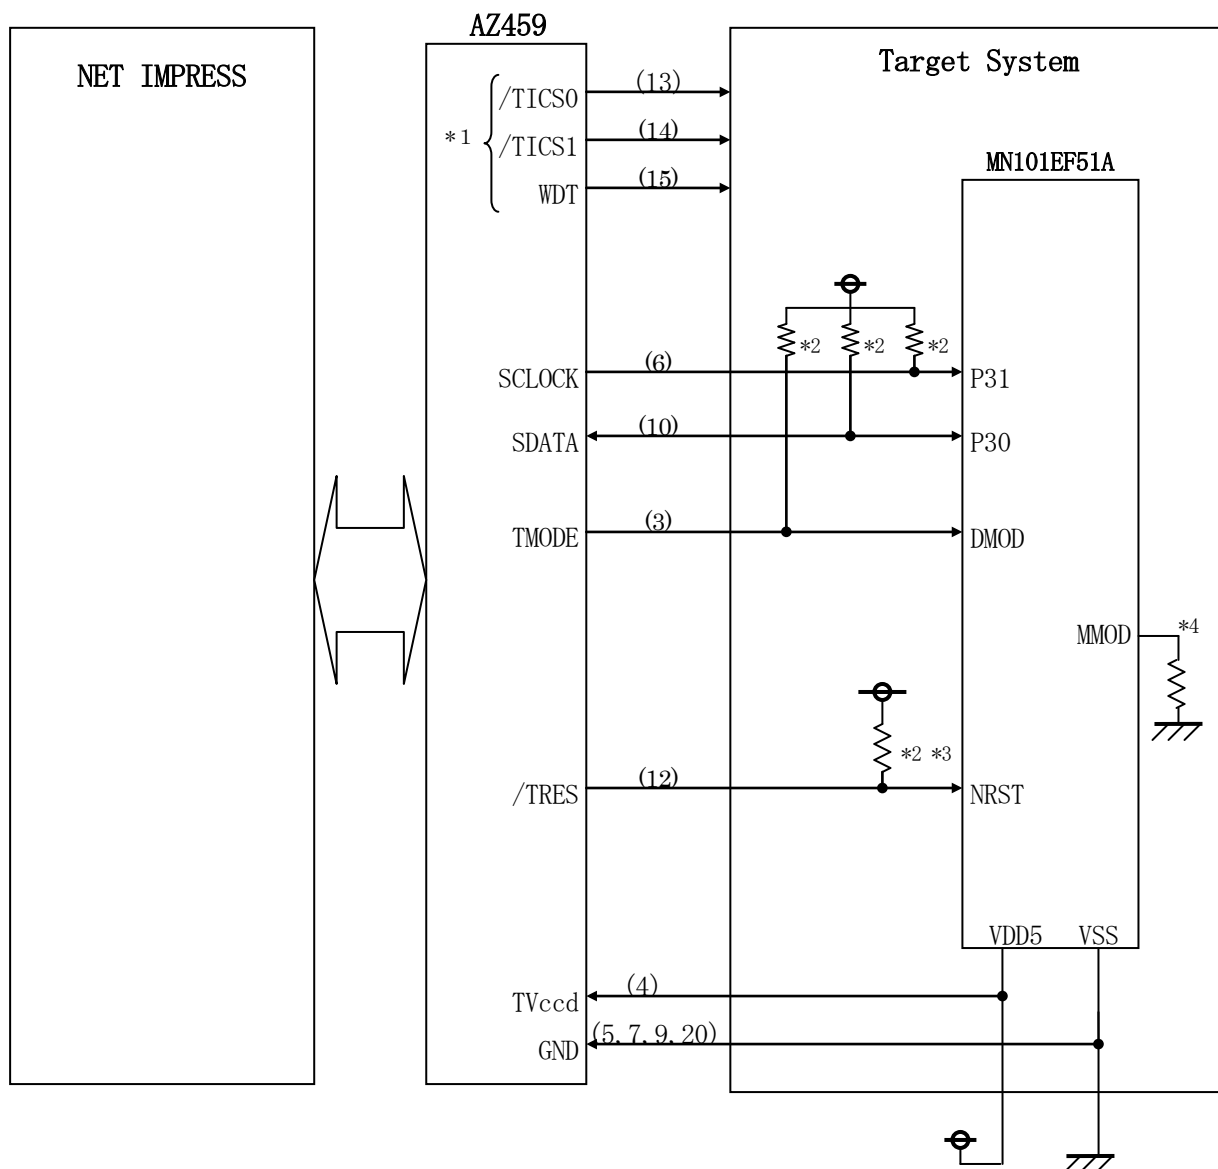 AZ459
NET IMPRESS
Target System
/TICS0
(13)
*1
/TICS1
(14)
WDT
(15)
MN101EF51A
*2
*2
*2
SCLOCK
(6)
P31
SDATA
(10)
P30
TMODE
(3)
DMOD
MMOD
*4
*2 *3
/TRES
(12)
NRST
VDD5
VSS
TVccd
(4)
GND
(5,7,9,20)